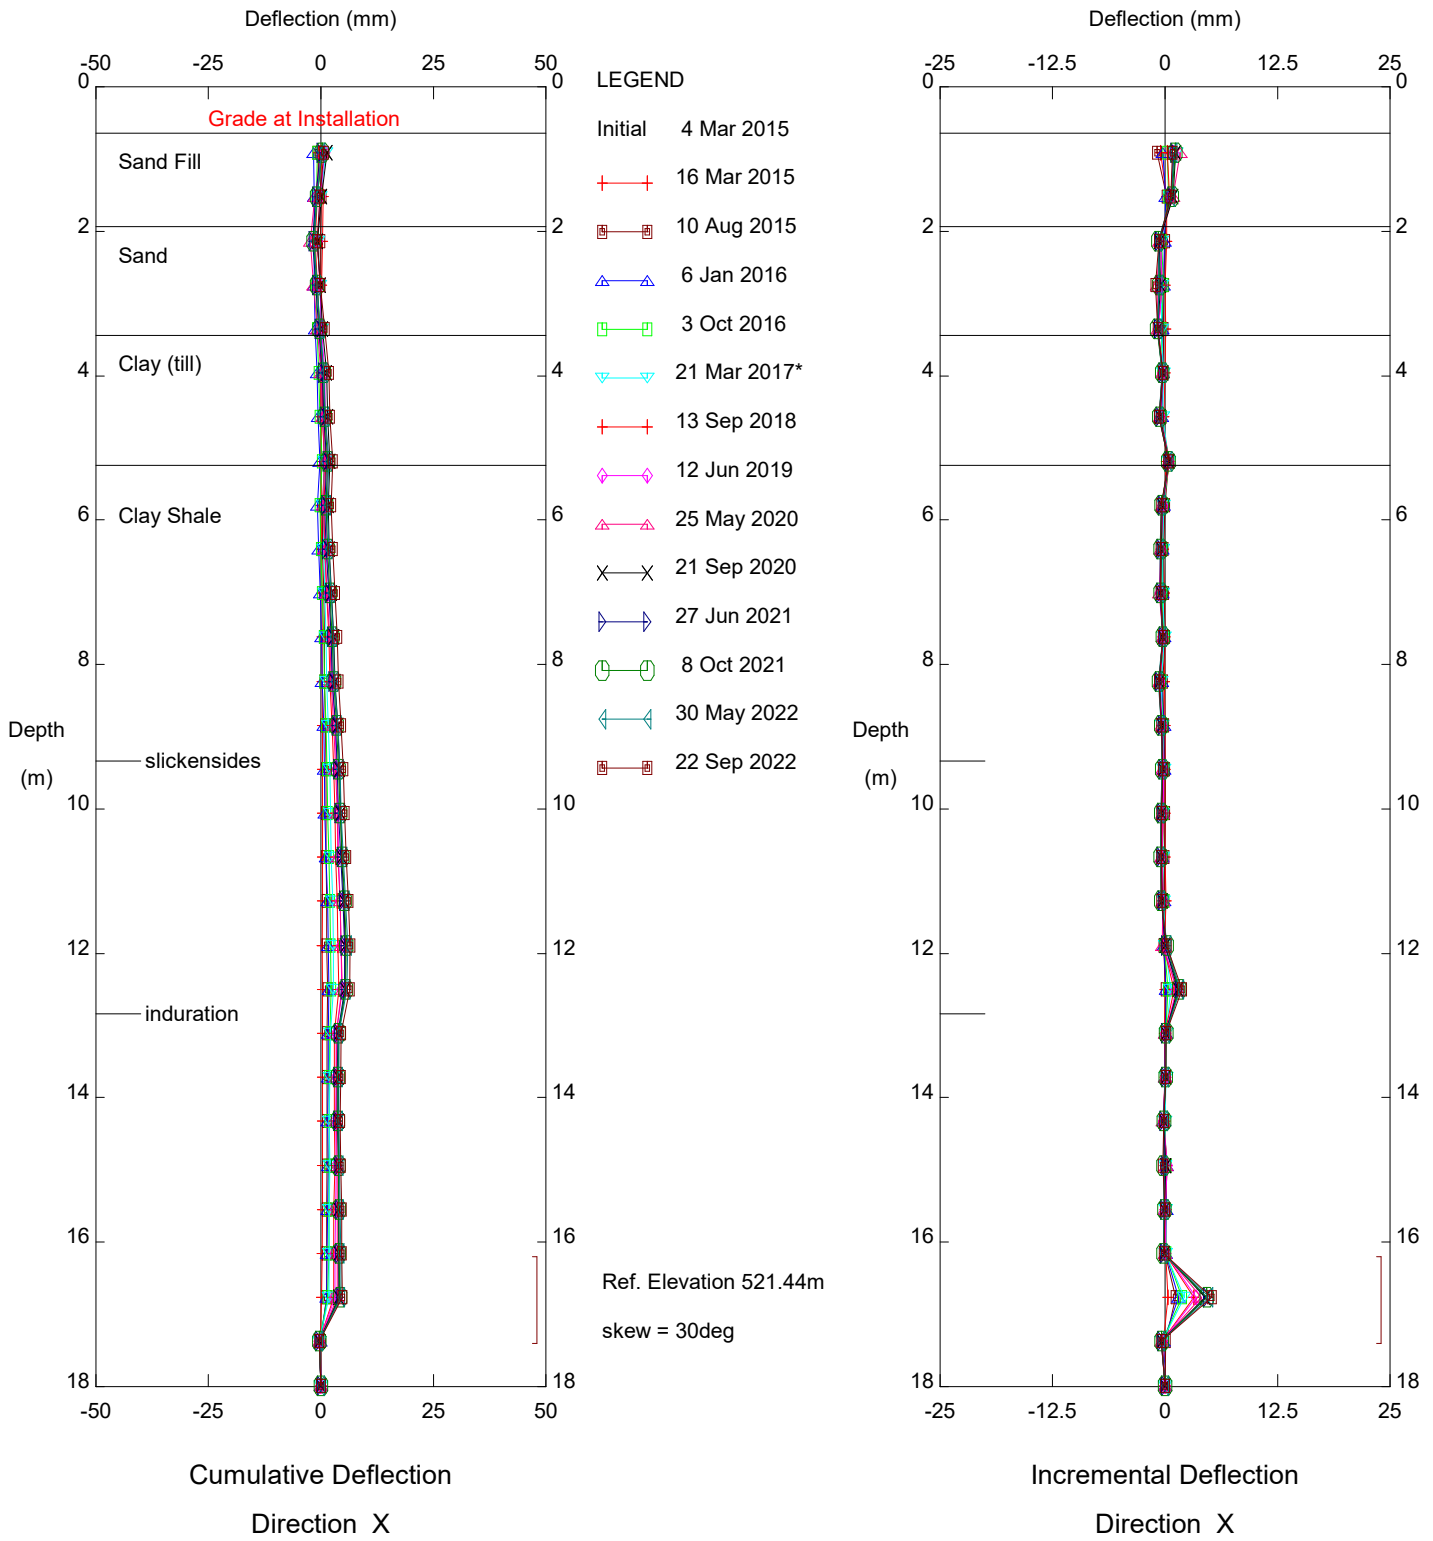 Deflection (mm)
-50 -25 0 25 50
0 0
Grade at Installation
Sand Fill
2 2
Sand
Clay (till)
4 4
Clay Shale
6 6
8 8
Depth
(m)
slickensides
10 10
12 12
induration
14 14
16 16
18 18
-50 -25 0 25 50
Cumulative Deflection
Direction X
LEGEND
Initial 4 Mar 2015
16 Mar 2015
10 Aug 2015
6 Jan 2016
3 Oct 2016
21 Mar 2017*
13 Sep 2018
12 Jun 2019
25 May 2020
21 Sep 2020
27 Jun 2021
8 Oct 2021
30 May 2022
22 Sep 2022
Ref. Elevation 521.44m
skew = 30deg
Deflection (mm)
-25 -12.5 0 12.5 25
0 0
2 2
4 4
6 6
8 8
Depth
(m)
10 10
12 12
14 14
16 16
18 18
-25 -12.5 0 12.5 25
Incremental Deflection
Direction X